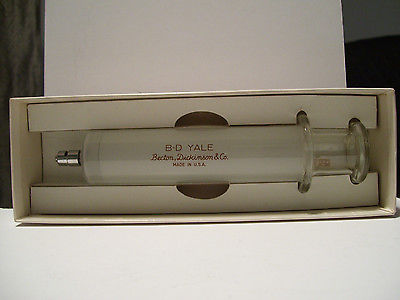 B-D YALE
Becton, Dickinson & Co.
MADE IN U.S.A.